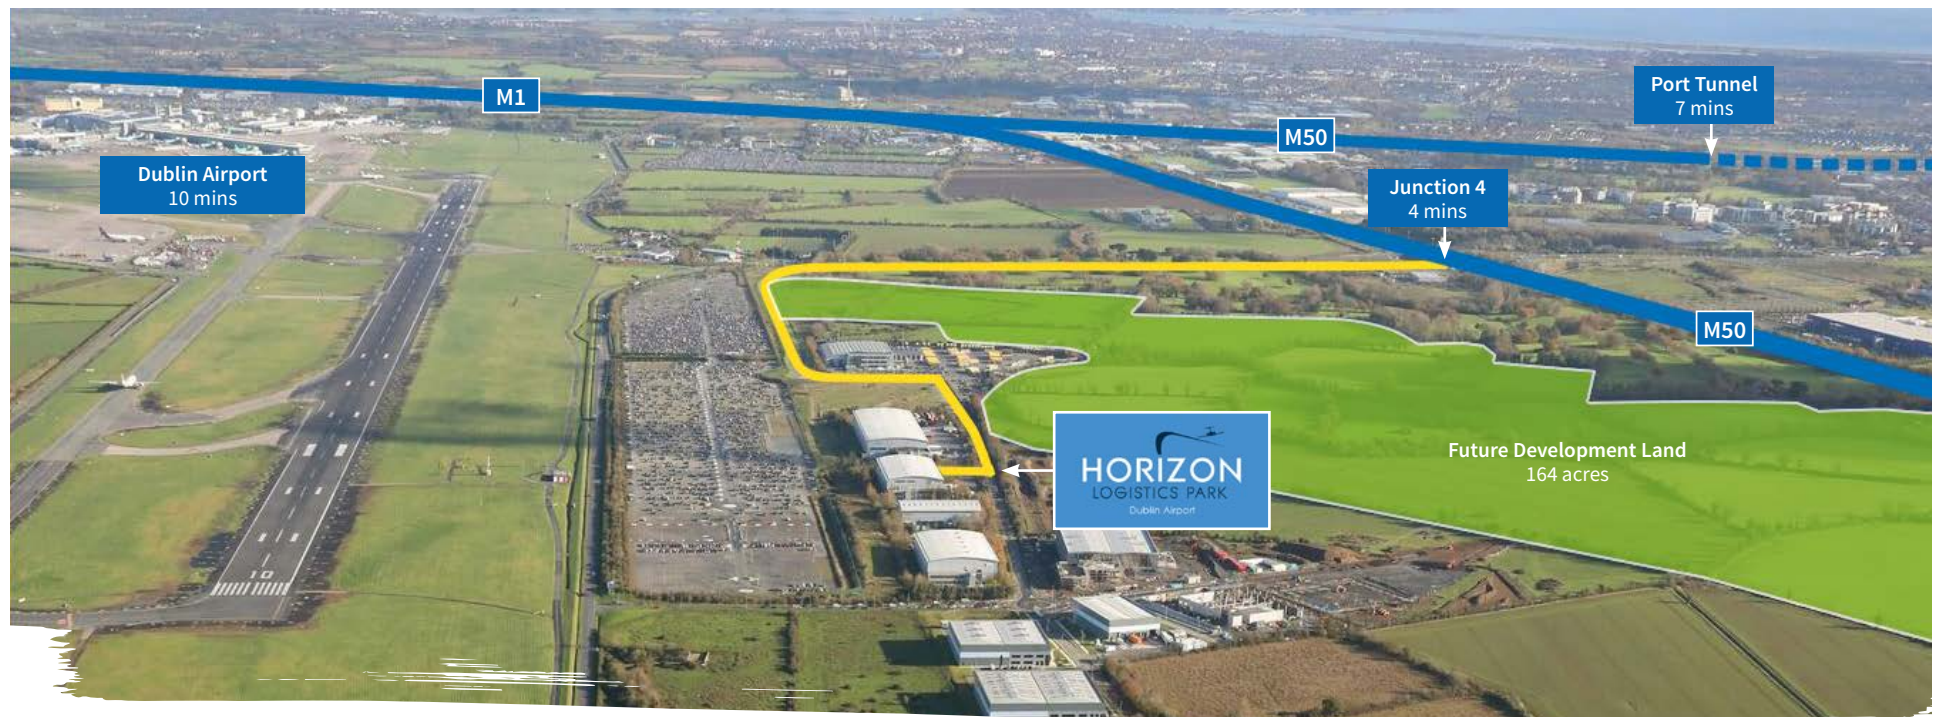 M1
Port Tunnel
7 mins
M50
Dublin Airport
10 mins
Junction 4
4 mins
M50
HORIZON
LOGISTICS PARK
Dublin Airport
Future Development Land
164 acres
10